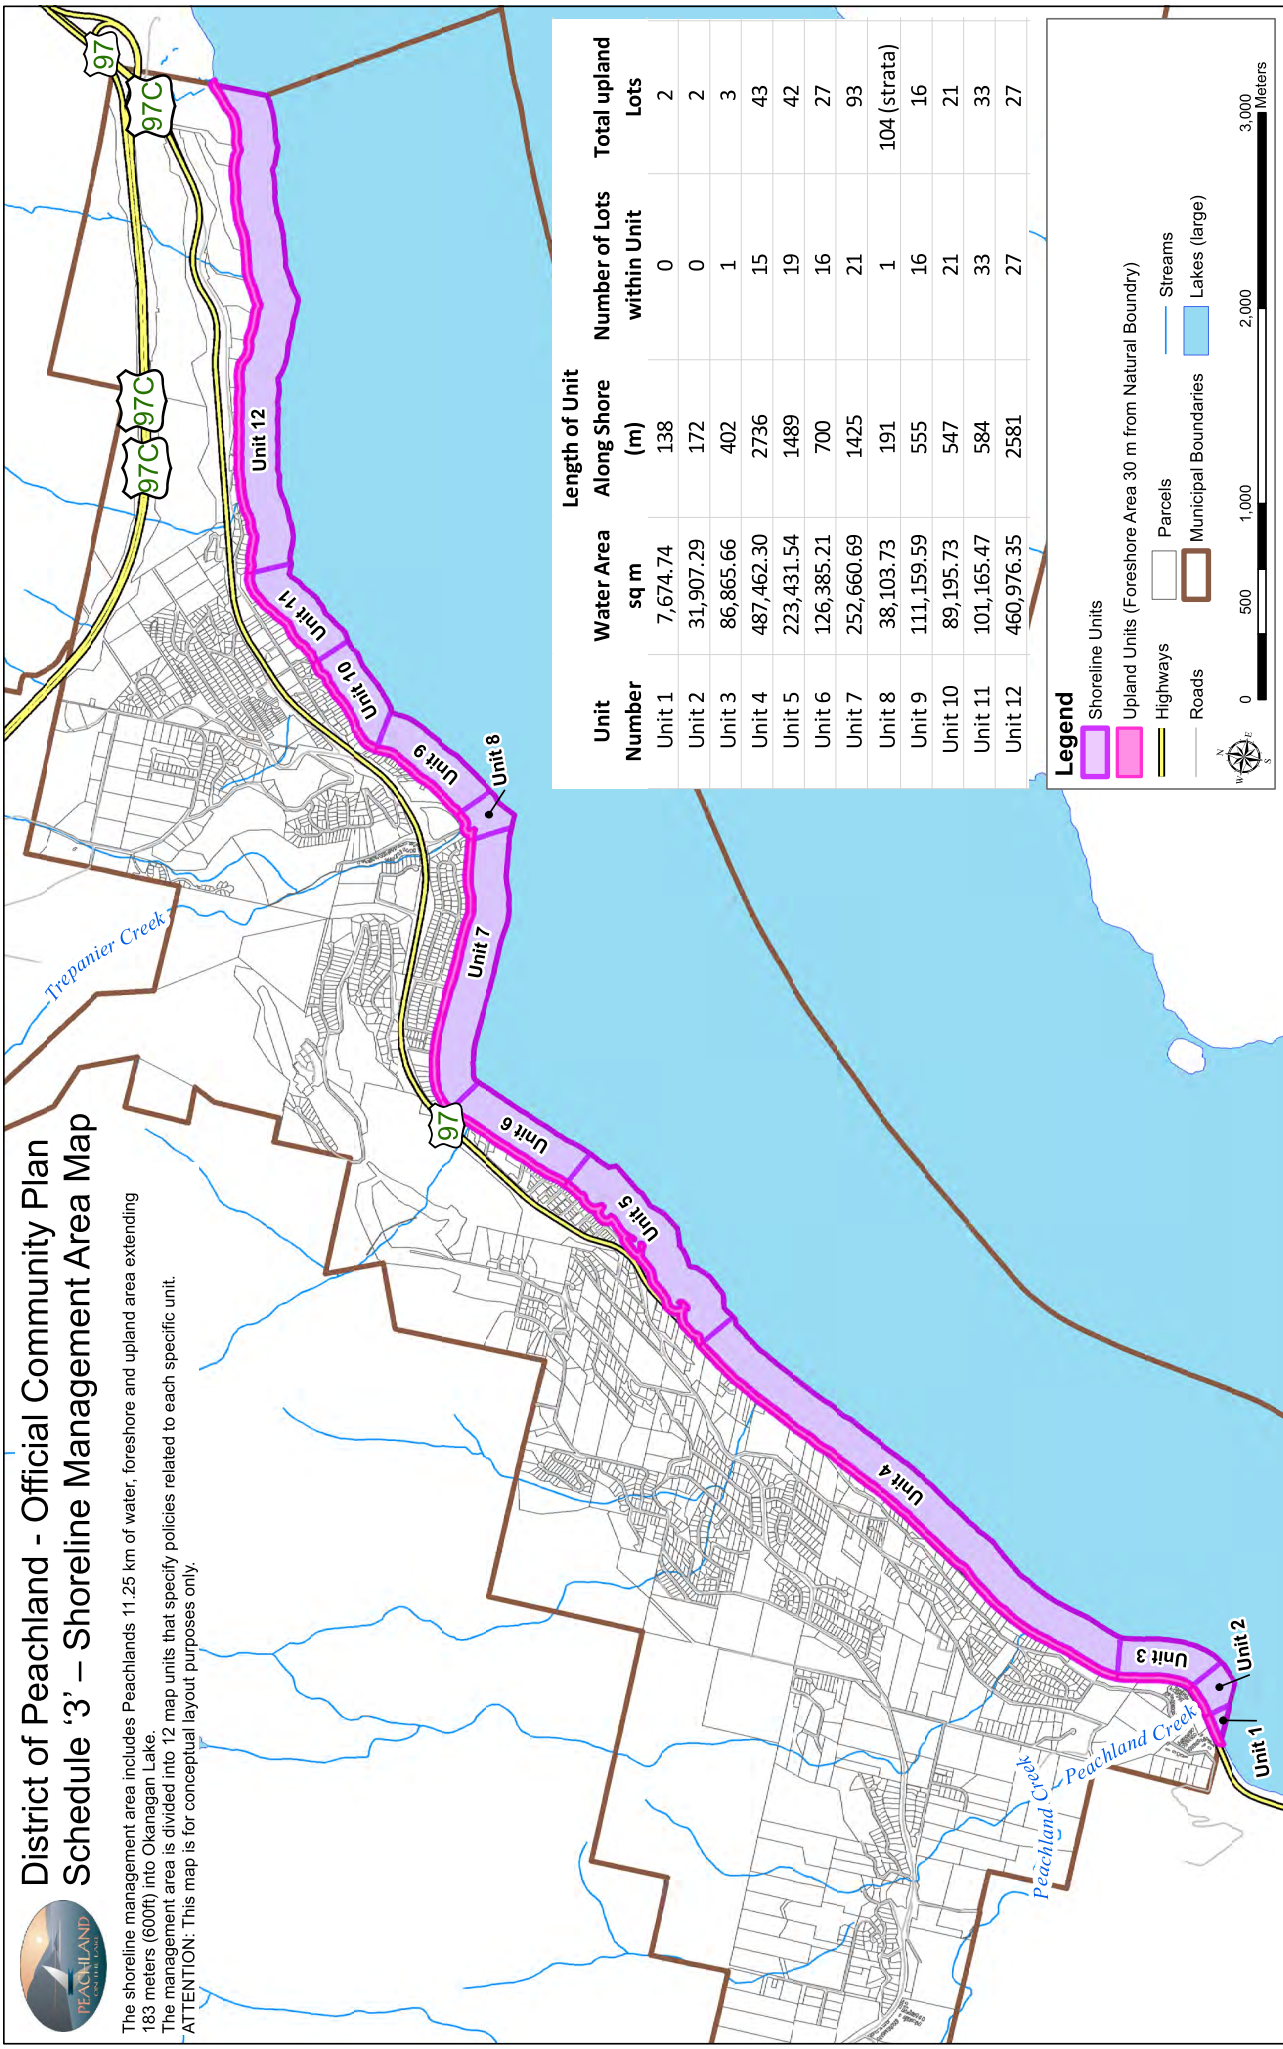 District of Peachland - Official Community Plan
Schedule ‘3’ – Shoreline Management Area Map
PEACHLAND
ON THE LAKE
The shoreline management area includes Peachlands 11.25 km of water, foreshore and upland area extending
183 meters (600ft) into Okanagan Lake.
The management area is divided into 12 map units that specify policies related to each specific unit.
ATTENTION: This map is for conceptual layout purposes only.
97
97C
97C
97C
97
Trepanier Creek
Peachland Creek
Peachland Creek
Unit 1
Unit 2
Unit 3
Unit 4
Unit 5
Unit 6
Unit 7
Unit 8
Unit 9
Unit 10
Unit 11
Unit 12
Unit Number Water Area sq m Length of Unit Along Shore (m) Number of Lots within Unit Total upland Lots
Unit 1 7,674.74 138 0 2
Unit 2 31,907.29 172 0 2
Unit 3 86,865.66 402 1 3
Unit 4 487,462.30 2736 15 43
Unit 5 223,431.54 1489 19 42
Unit 6 126,385.21 700 16 27
Unit 7 252,660.69 1425 21 93
Unit 8 38,103.73 191 1 104 (strata)
Unit 9 111,159.59 555 16 16
Unit 10 89,195.73 547 21 21
Unit 11 101,165.47 584 33 33
Unit 12 460,976.35 2581 27 27
Legend
Shoreline Units
Upland Units (Foreshore Area 30 m from Natural Boundry)
Highways
Parcels
Streams
Roads
Municipal Boundaries
Lakes (large)
N
E
S
W
0 500 1,000 2,000 3,000
Meters